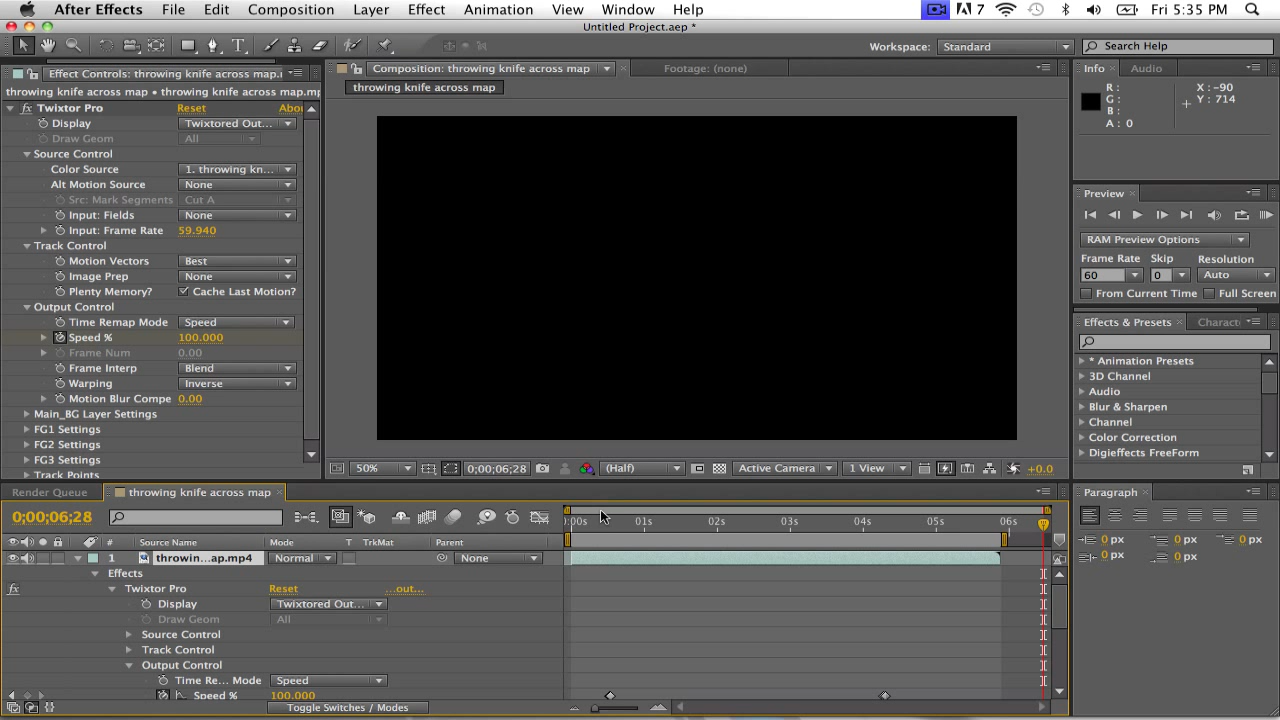 After Effects File Edit Composition Layer Effect Animation View Window Help 7 Fri 5:35 PM
Untitled Project.aep *
Workspace: Standard Search Help
Effect Controls: throwing knife across map.
throwing knife across map • throwing knife across map.mp
Twixtor Pro Reset Abou
Display Twixtored Out...
Draw Geom All
Source Control
Color Source 1. throwing kn...
Alt Motion Source None
Src: Mark Segments Cut A
Input: Fields None
Input: Frame Rate 59.940
Track Control
Motion Vectors Best
Image Prep None
Plenty Memory? Cache Last Motion?
Output Control
Time Remap Mode Speed
Speed % 100.000
Frame Num 0.00
Frame Interp Blend
Warping Inverse
Motion Blur Compe 0.00
Main_BG Layer Settings
FG1 Settings
FG2 Settings
FG3 Settings
Track Points
Composition: throwing knife across map Footage: (none)
throwing knife across map
50% 0;00;06;28 (Half) Active Camera 1 View +0.0
Info Audio
R: X: -90
G: Y: 714
B:
A: 0
Preview
RAM Preview Options
Frame Rate Skip Resolution
60 0 Auto
From Current Time Full Screen
Effects & Presets Charact
* Animation Presets
3D Channel
Audio
Blur & Sharpen
Channel
Color Correction
Digieffects FreeForm
Paragraph
0 px 0 px 0 px
0 px 0 px
Render Queue throwing knife across map
0;00;06;28 0:00s 01s 02s 03s 04s 05s 06s
# Source Name Mode T TrkMat Parent
1 throwin...ap.mp4 Normal None
Effects
Twixtor Pro Reset ...out...
Display Twixtored Out...
Draw Geom All
Source Control
Track Control
Output Control
Time Re... Mode Speed
Speed % 100.000
Toggle Switches / Modes